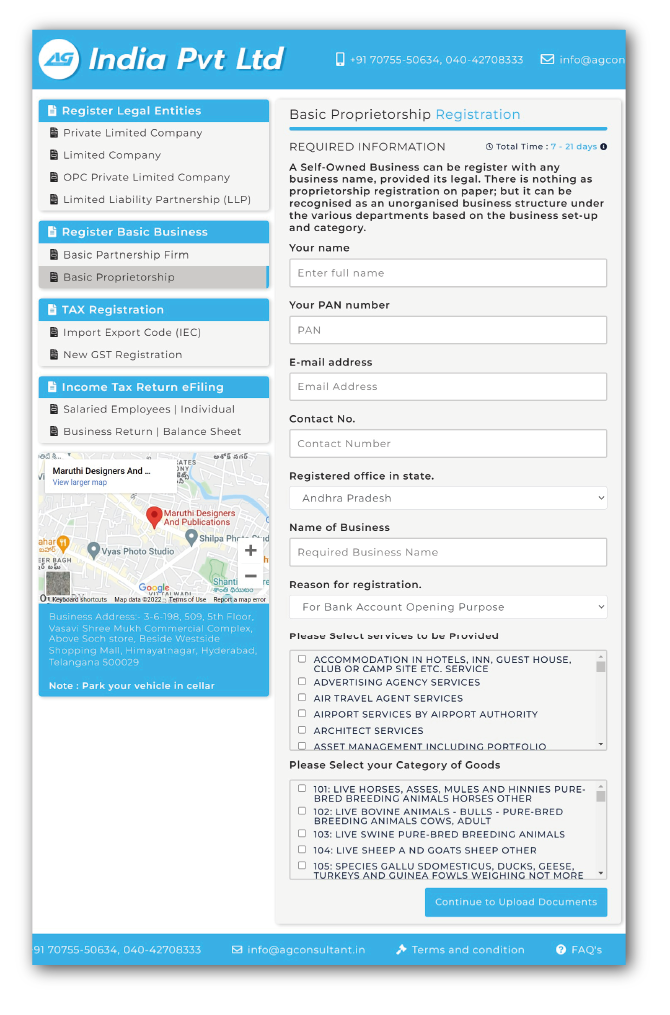 AG India Pvt Ltd
+91 70755-50634, 040-42708333
info@agcon
Register Legal Entities
Private Limited Company
Limited Company
OPC Private Limited Company
Limited Liability Partnership (LLP)
Register Basic Business
Basic Partnership Firm
Basic Proprietorship
TAX Registration
Import Export Code (IEC)
New GST Registration
Income Tax Return eFiling
Salaried Employees | Individual
Business Return | Balance Sheet
Maruthi Designers And ...
View larger map
Maruthi Designers
And Publications
Shilpa Photo Stud
Vyas Photo Studio
EER BAGH
Shanti
Google
VITTALWADI
Keyboard shortcuts Map data ©2022 Terms of Use Report a map error
Business Address:- 3-6-198, 509, 5th Floor,
Vasavi Shree Mukh Commercial Complex,
Above Soch store, Beside Westside
Shopping Mall, Himayatnagar, Hyderabad,
Telangana 500029
Note : Park your vehicle in cellar
Basic Proprietorship Registration
REQUIRED INFORMATION Total Time : 7 - 21 days
A Self-Owned Business can be register with any
business name, provided its legal. There is nothing as
proprietorship registration on paper; but it can be
recognised as an unorganised business structure under
the various departments based on the business set-up
and category.
Your name
Enter full name
Your PAN number
PAN
E-mail address
Email Address
Contact No.
Contact Number
Registered office in state.
Andhra Pradesh
Name of Business
Required Business Name
Reason for registration.
For Bank Account Opening Purpose
Please Select services to be Provided
ACCOMMODATION IN HOTELS, INN, GUEST HOUSE,
CLUB OR CAMP SITE ETC. SERVICE
ADVERTISING AGENCY SERVICES
AIR TRAVEL AGENT SERVICES
AIRPORT SERVICES BY AIRPORT AUTHORITY
ARCHITECT SERVICES
ASSET MANAGEMENT INCLUDING PORTFOLIO
Please Select your Category of Goods
101: LIVE HORSES, ASSES, MULES AND HINNIES PURE-
BRED BREEDING ANIMALS HORSES OTHER
102: LIVE BOVINE ANIMALS - BULLS - PURE-BRED
BREEDING ANIMALS COWS, ADULT
103: LIVE SWINE PURE-BRED BREEDING ANIMALS
104: LIVE SHEEP A ND GOATS SHEEP OTHER
105: SPECIES GALLU SDOMESTICUS, DUCKS, GEESE,
TURKEYS AND GUINEA FOWLS WEIGHING NOT MORE
Continue to Upload Documents
91 70755-50634, 040-42708333
info@agconsultant.in
Terms and condition
FAQ's